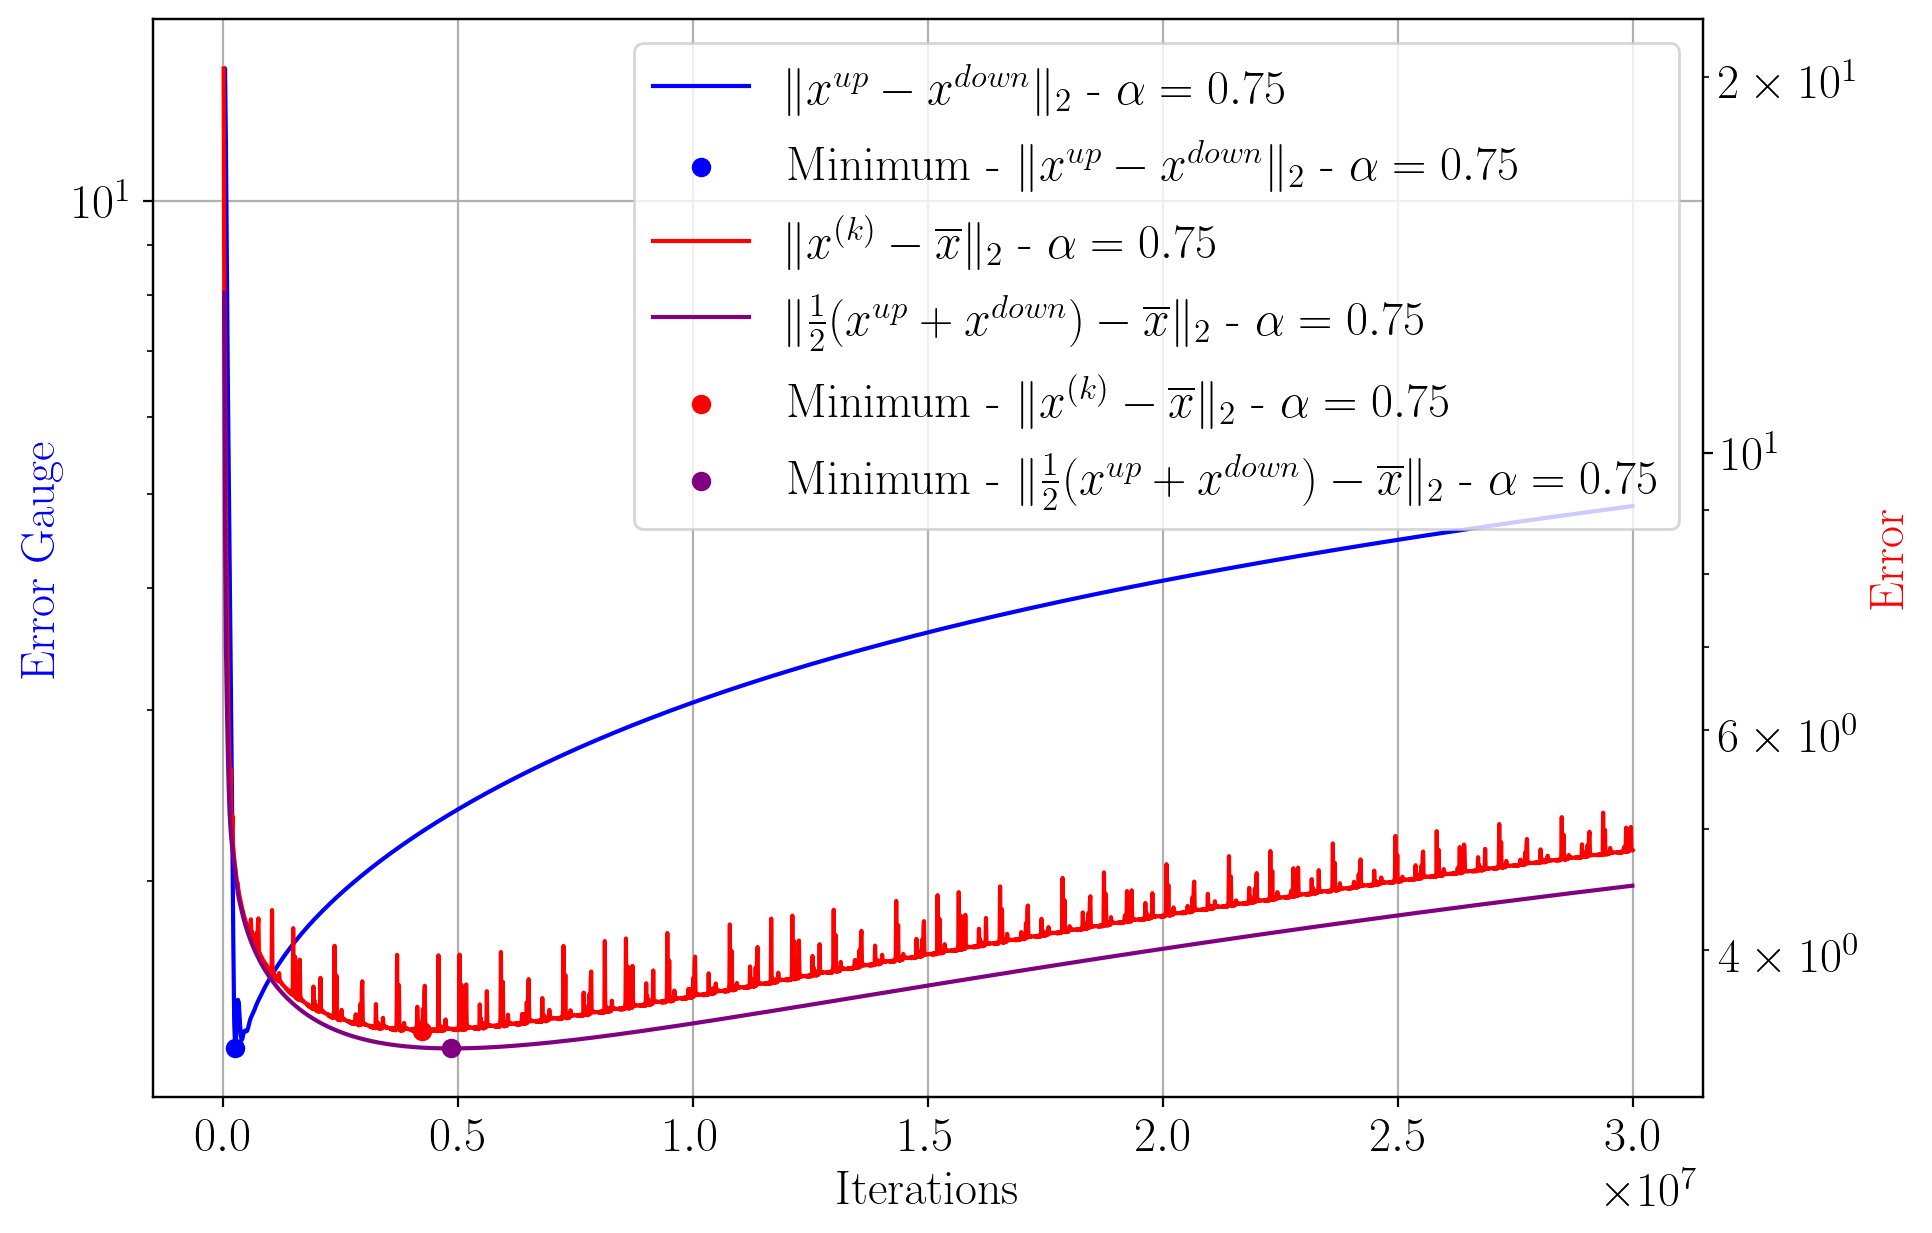 ‖x^{up} − x^{down}‖₂ - α = 0.75
Minimum - ‖x^{up} − x^{down}‖₂ - α = 0.75
‖x^{(k)} − x̅‖₂ - α = 0.75
‖½(x^{up} + x^{down}) − x̅‖₂ - α = 0.75
Minimum - ‖x^{(k)} − x̅‖₂ - α = 0.75
Minimum - ‖½(x^{up} + x^{down}) − x̅‖₂ - α = 0.75
10¹
Error Gauge
2 × 10¹
10¹
6 × 10⁰
4 × 10⁰
Error
0.0 0.5 1.0 1.5 2.0 2.5 3.0
Iterations
×10⁷